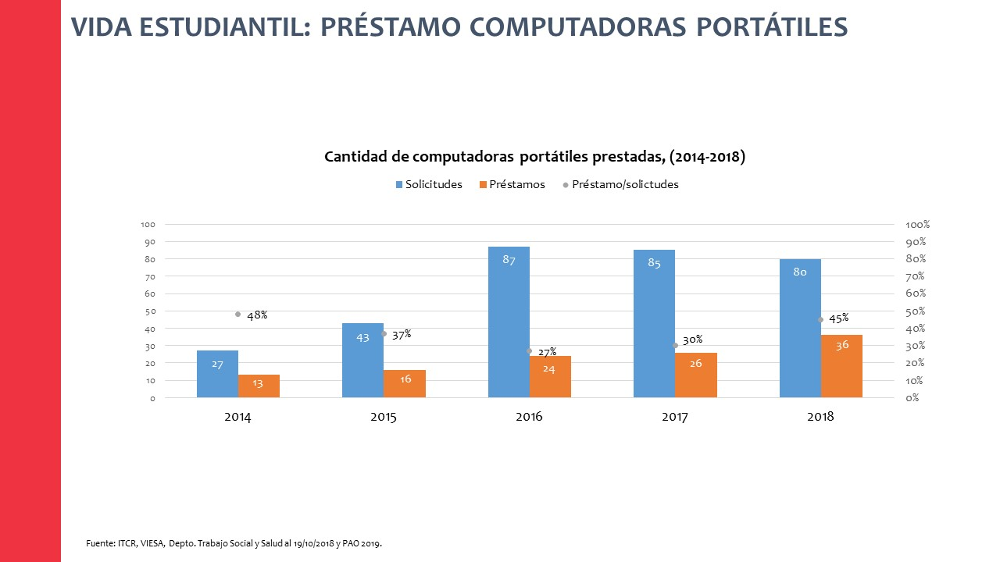 VIDA ESTUDIANTIL: PRÉSTAMO COMPUTADORAS PORTÁTILES
Cantidad de computadoras portátiles prestadas, (2014-2018)
Solicitudes Préstamos Préstamo/solictudes
100 100%
90 90%
80 80%
70 70%
60 60%
50 50%
40 40%
30 30%
20 20%
10 10%
0 0%
27 13 48%
43 16 37%
87 24 27%
85 26 30%
80 36 45%
2014 2015 2016 2017 2018
Fuente: ITCR, VIESA, Depto. Trabajo Social y Salud al 19/10/2018 y PAO 2019.